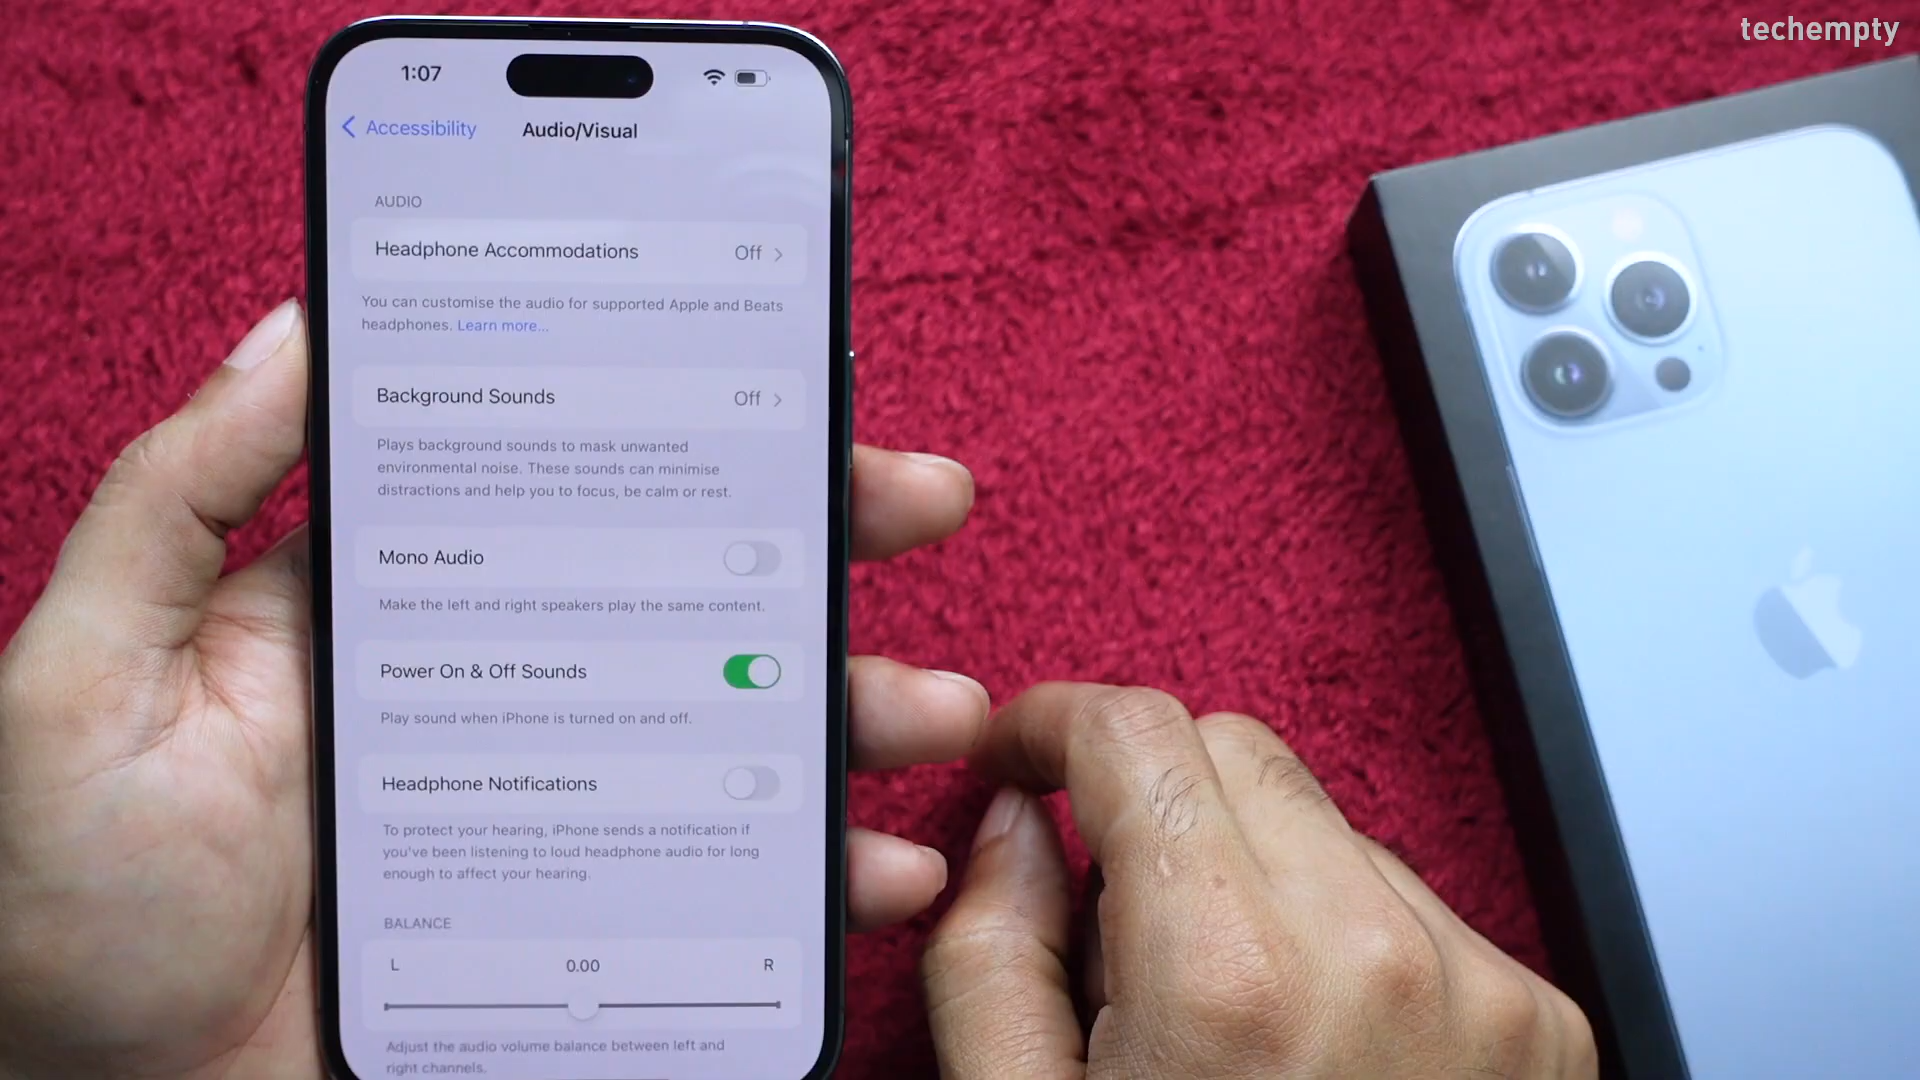 techempty
1:07
Accessibility
Audio/Visual
AUDIO
Headphone Accommodations
Off
You can customise the audio for supported Apple and Beats
headphones. Learn more...
Background Sounds
Off
Plays background sounds to mask unwanted
environmental noise. These sounds can minimise
distractions and help you to focus, be calm or rest.
Mono Audio
Make the left and right speakers play the same content.
Power On & Off Sounds
Play sound when iPhone is turned on and off.
Headphone Notifications
To protect your hearing, iPhone sends a notification if
you've been listening to loud headphone audio for long
enough to affect your hearing.
BALANCE
L
0.00
R
Adjust the audio volume balance between left and
right channels.